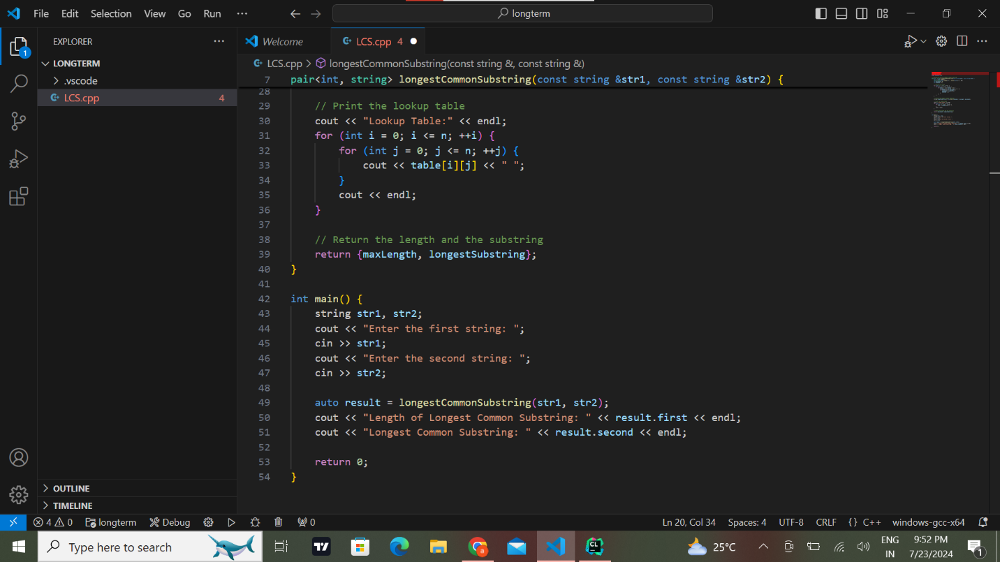 File Edit Selection View Go Run ··· longterm
EXPLORER ···
LONGTERM
.vscode
LCS.cpp 4
1
OUTLINE
TIMELINE
Welcome LCS.cpp 4
LCS.cpp > longestCommonSubstring(const string &, const string &)
7 pair<int, string> longestCommonSubstring(const string &str1, const string &str2) {
28
29 // Print the lookup table
30 cout << "Lookup Table:" << endl;
31 for (int i = 0; i <= n; ++i) {
32 for (int j = 0; j <= n; ++j) {
33 cout << table[i][j] << " ";
34 }
35 cout << endl;
36 }
37
38 // Return the length and the substring
39 return {maxLength, longestSubstring};
40 }
41
42 int main() {
43 string str1, str2;
44 cout << "Enter the first string: ";
45 cin >> str1;
46 cout << "Enter the second string: ";
47 cin >> str2;
48
49 auto result = longestCommonSubstring(str1, str2);
50 cout << "Length of Longest Common Substring: " << result.first << endl;
51 cout << "Longest Common Substring: " << result.second << endl;
52
53 return 0;
54 }
4 0 longterm Debug 0 Ln 20, Col 34 Spaces: 4 UTF-8 CRLF {} C++ windows-gcc-x64
Type here to search 25°C ENG 9:52 PM
IN 7/23/2024 1